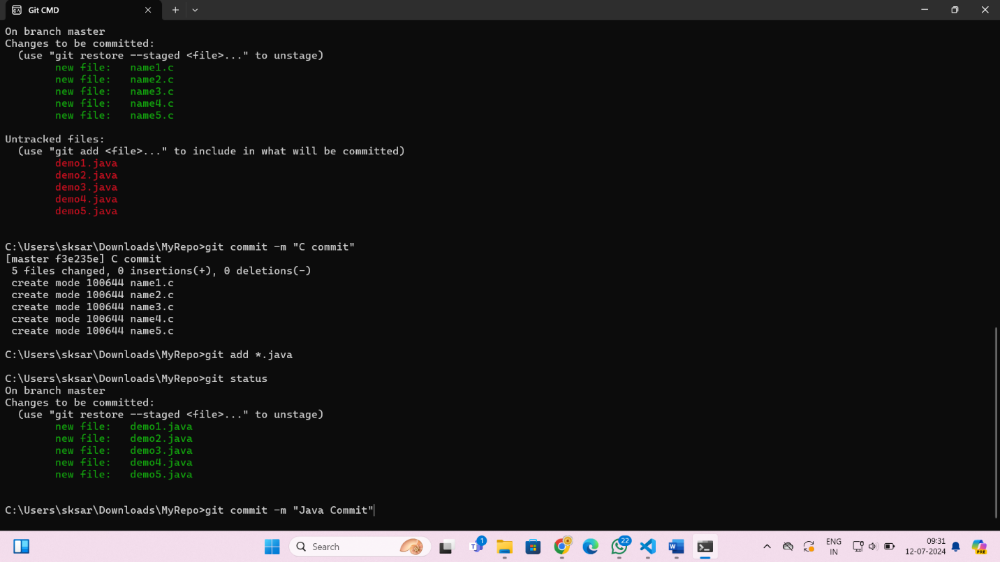 Git CMD
On branch master
Changes to be committed:
  (use "git restore --staged <file>..." to unstage)
        new file:   name1.c
        new file:   name2.c
        new file:   name3.c
        new file:   name4.c
        new file:   name5.c

Untracked files:
  (use "git add <file>..." to include in what will be committed)
        demo1.java
        demo2.java
        demo3.java
        demo4.java
        demo5.java

C:\Users\sksar\Downloads\MyRepo>git commit -m "C commit"
[master f3e235e] C commit
 5 files changed, 0 insertions(+), 0 deletions(-)
 create mode 100644 name1.c
 create mode 100644 name2.c
 create mode 100644 name3.c
 create mode 100644 name4.c
 create mode 100644 name5.c

C:\Users\sksar\Downloads\MyRepo>git add *.java

C:\Users\sksar\Downloads\MyRepo>git status
On branch master
Changes to be committed:
  (use "git restore --staged <file>..." to unstage)
        new file:   demo1.java
        new file:   demo2.java
        new file:   demo3.java
        new file:   demo4.java
        new file:   demo5.java

C:\Users\sksar\Downloads\MyRepo>git commit -m "Java Commit"
Search
1
22
ENG
IN
09:31
12-07-2024
PRE